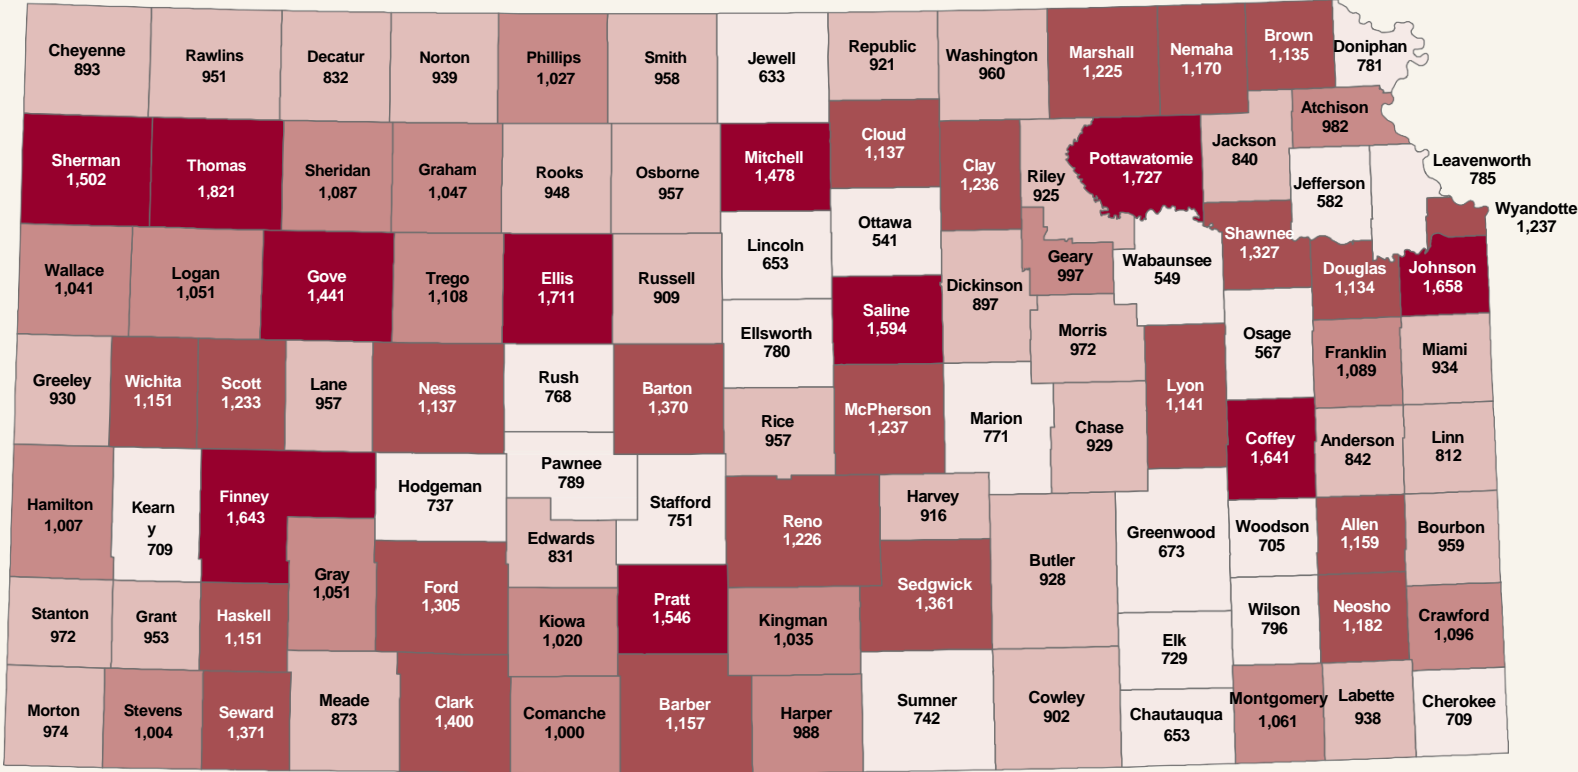 Cheyenne
893
Rawlins
951
Decatur
832
Norton
939
Phillips
1,027
Smith
958
Jewell
633
Republic
921
Washington
960
Marshall
1,225
Nemaha
1,170
Brown
1,135
Doniphan
781
Sherman
1,502
Thomas
1,821
Sheridan
1,087
Graham
1,047
Rooks
948
Osborne
957
Mitchell
1,478
Cloud
1,137
Clay
1,236
Riley
925
Pottawatomie
1,727
Jackson
840
Atchison
982
Jefferson
582
Leavenworth
785
Wyandotte
1,237
Wallace
1,041
Logan
1,051
Gove
1,441
Trego
1,108
Ellis
1,711
Russell
909
Lincoln
653
Ottawa
541
Saline
1,594
Dickinson
897
Geary
997
Wabaunsee
549
Shawnee
1,327
Douglas
1,134
Johnson
1,658
Greeley
930
Wichita
1,151
Scott
1,233
Lane
957
Ness
1,137
Rush
768
Barton
1,370
Ellsworth
780
Rice
957
McPherson
1,237
Marion
771
Morris
972
Chase
929
Lyon
1,141
Osage
567
Franklin
1,089
Miami
934
Coffey
1,641
Anderson
842
Linn
812
Hamilton
1,007
Kearn
y
709
Finney
1,643
Hodgeman
737
Pawnee
789
Stafford
751
Edwards
831
Gray
1,051
Ford
1,305
Reno
1,226
Harvey
916
Sedgwick
1,361
Butler
928
Greenwood
673
Woodson
705
Allen
1,159
Bourbon
959
Stanton
972
Grant
953
Haskell
1,151
Kiowa
1,020
Pratt
1,546
Kingman
1,035
Elk
729
Wilson
796
Neosho
1,182
Crawford
1,096
Morton
974
Stevens
1,004
Seward
1,371
Meade
873
Clark
1,400
Comanche
1,000
Barber
1,157
Harper
988
Sumner
742
Cowley
902
Chautauqua
653
Montgomery
1,061
Labette
938
Cherokee
709